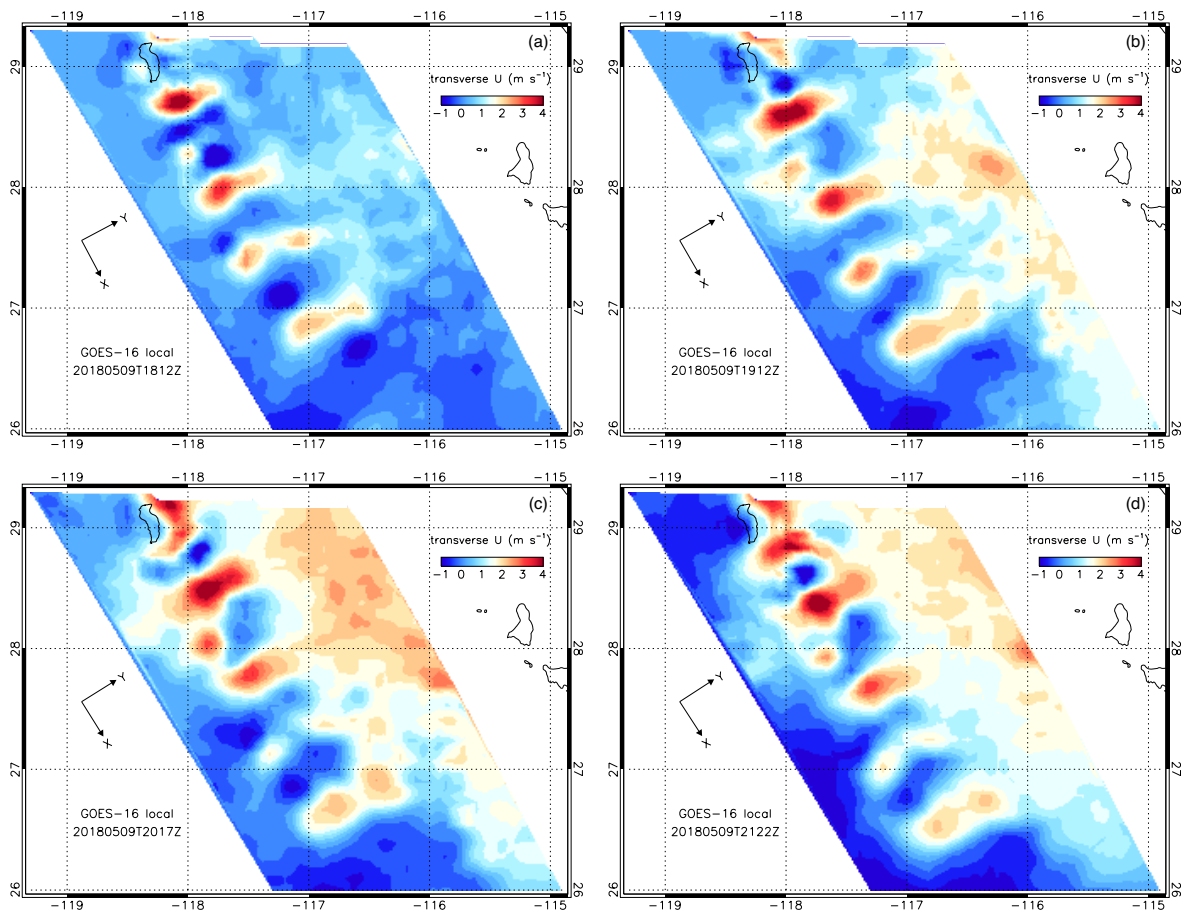 −119 −118 −117 −116 −115
(a)
transverse U (m s⁻¹)
−1 0 1 2 3 4
29 29
28 28
27 27
26 26
Y
X
GOES−16 local
20180509T1812Z
−119 −118 −117 −116 −115
−119 −118 −117 −116 −115
(b)
transverse U (m s⁻¹)
−1 0 1 2 3 4
29 29
28 28
27 27
26 26
Y
X
GOES−16 local
20180509T1912Z
−119 −118 −117 −116 −115
−119 −118 −117 −116 −115
(c)
transverse U (m s⁻¹)
−1 0 1 2 3 4
29 29
28 28
27 27
26 26
Y
X
GOES−16 local
20180509T2017Z
−119 −118 −117 −116 −115
−119 −118 −117 −116 −115
(d)
transverse U (m s⁻¹)
−1 0 1 2 3 4
29 29
28 28
27 27
26 26
Y
X
GOES−16 local
20180509T2122Z
−119 −118 −117 −116 −115